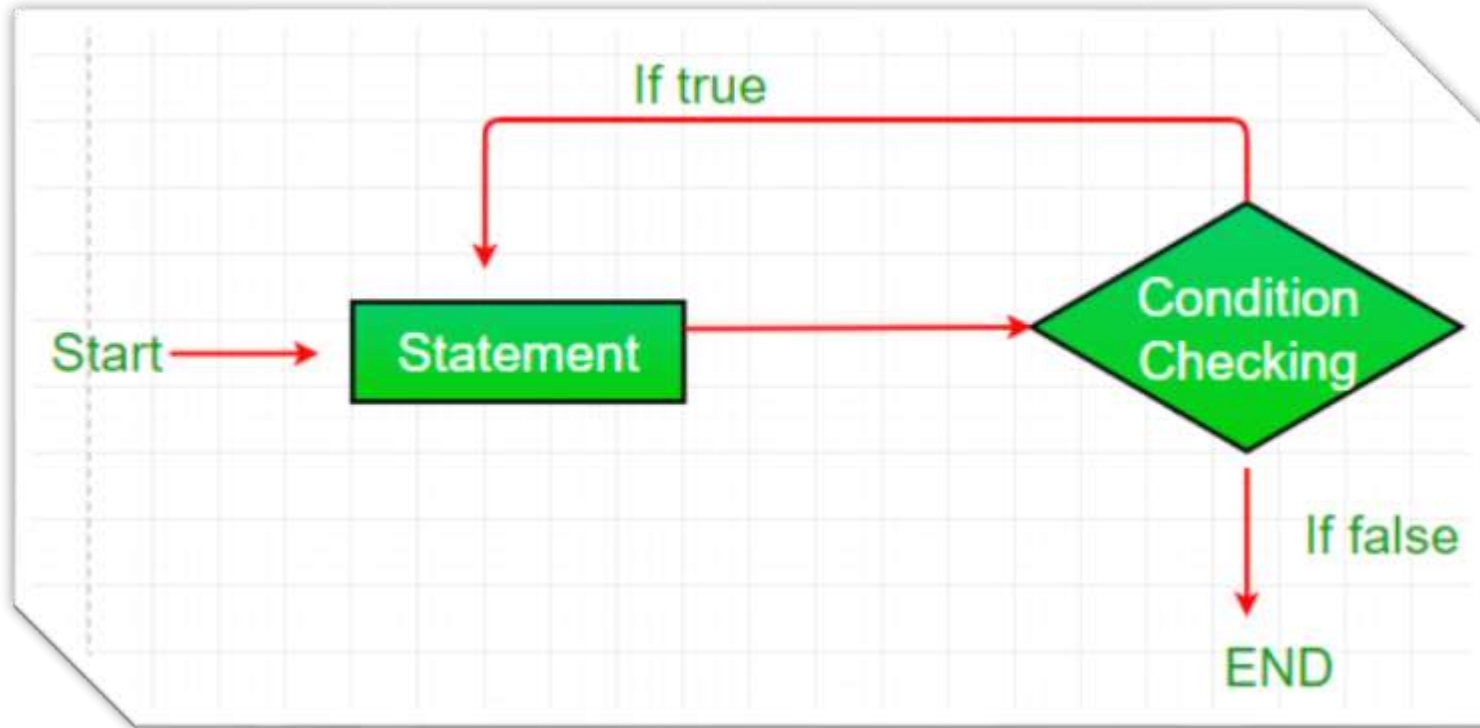 If true
Start
Statement
Condition
Checking
If false
END